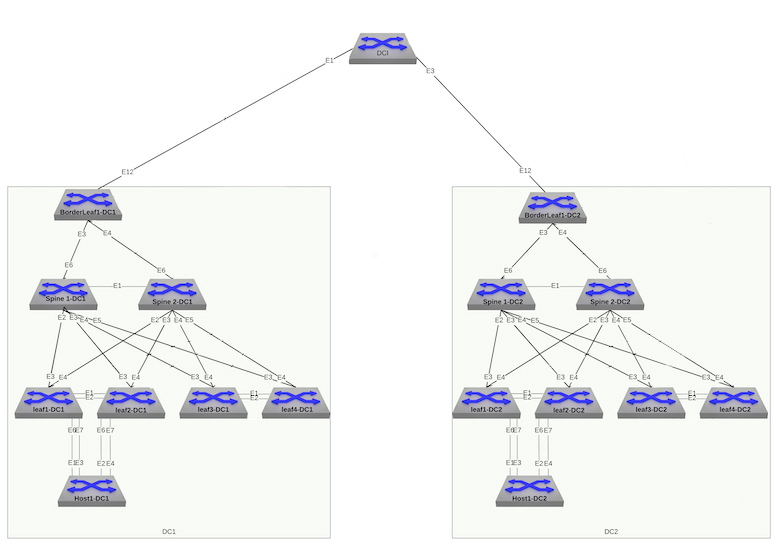 DCI
E1
E3
E12
E12
BorderLeaf1-DC1
BorderLeaf1-DC2
E3 E4
E3 E4
E6
E6
E6
E6
Spine 1-DC1
E1
Spine 2-DC1
Spine 1-DC2
E1
Spine 2-DC2
E2 E3 E4 E5
E2 E3 E4 E5
E2 E3 E4 E5
E2 E3 E4 E5
E3 E4
E3 E4
E3 E4
E3 E4
E3 E4
E3 E4
E3 E4
E3 E4
E1
E2
E1
E2
E1
E2
E1
E2
leaf1-DC1
leaf2-DC1
leaf3-DC1
leaf4-DC1
leaf1-DC2
leaf2-DC2
leaf3-DC2
leaf4-DC2
E6 E7
E6 E7
E6 E7
E6 E7
E1 E3
E2 E4
E1 E3
E2 E4
Host1-DC1
Host1-DC2
DC1
DC2